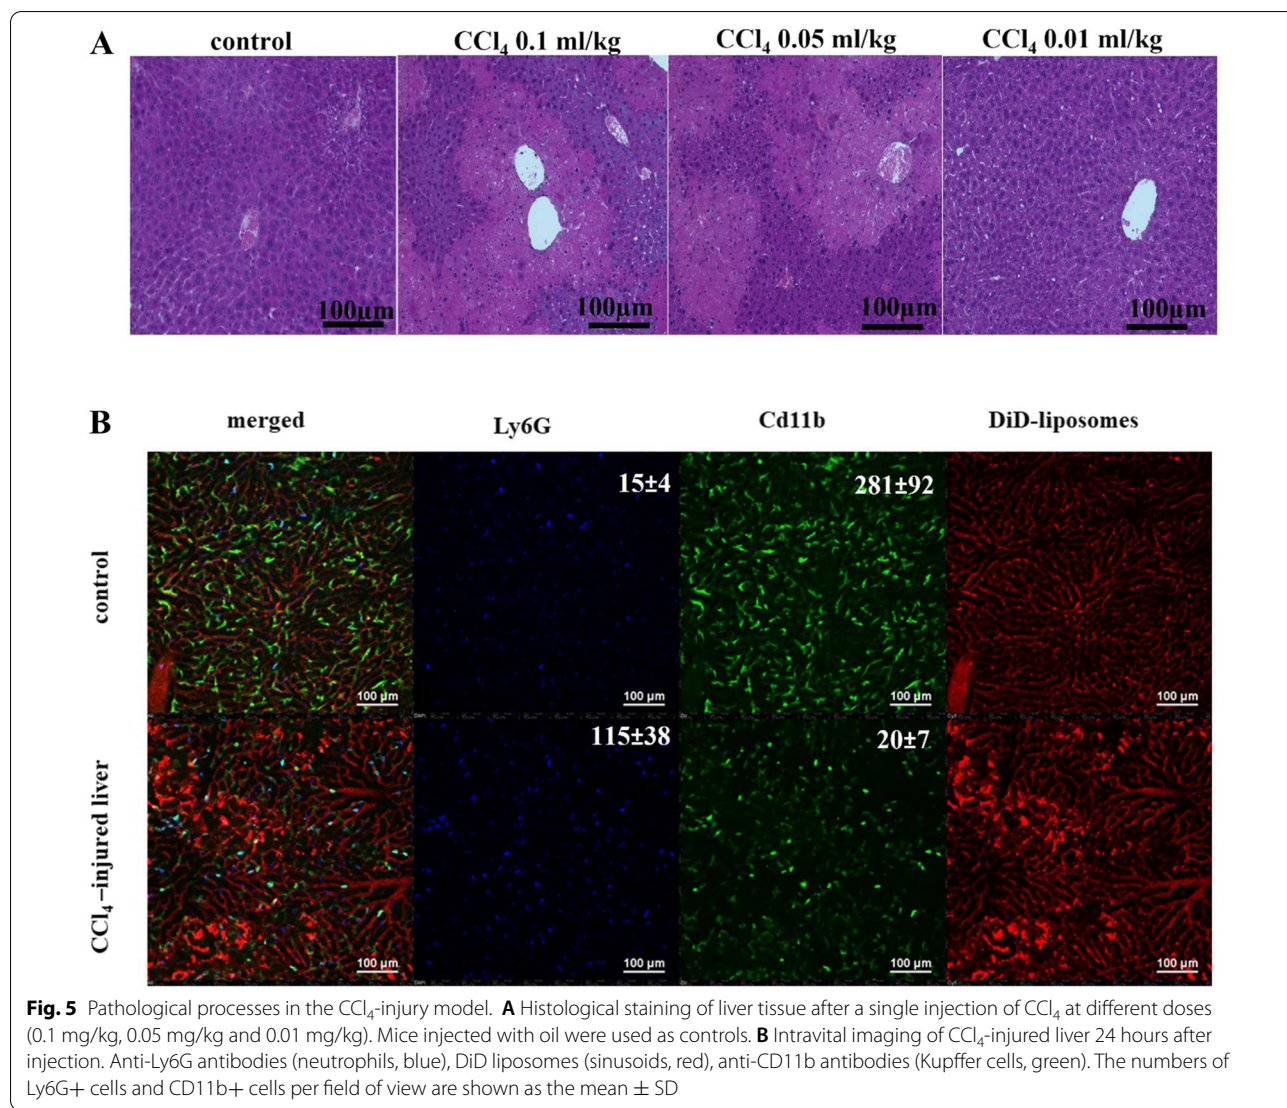 A
control
CCl₄ 0.1 ml/kg
CCl₄ 0.05 ml/kg
CCl₄ 0.01 ml/kg
100µm
100µm
100µm
100µm
B
merged
Ly6G
Cd11b
DiD-liposomes
control
15±4
281±92
100 µm
100 µm
100 µm
100 µm
CCl₄ –injured liver
115±38
20±7
100 µm
100 µm
100 µm
100 µm
Fig. 5 Pathological processes in the CCl₄-injury model. A Histological staining of liver tissue after a single injection of CCl₄ at different doses
(0.1 mg/kg, 0.05 mg/kg and 0.01 mg/kg). Mice injected with oil were used as controls. B Intravital imaging of CCl₄-injured liver 24 hours after
injection. Anti-Ly6G antibodies (neutrophils, blue), DiD liposomes (sinusoids, red), anti-CD11b antibodies (Kupffer cells, green). The numbers of
Ly6G+ cells and CD11b+ cells per field of view are shown as the mean ± SD